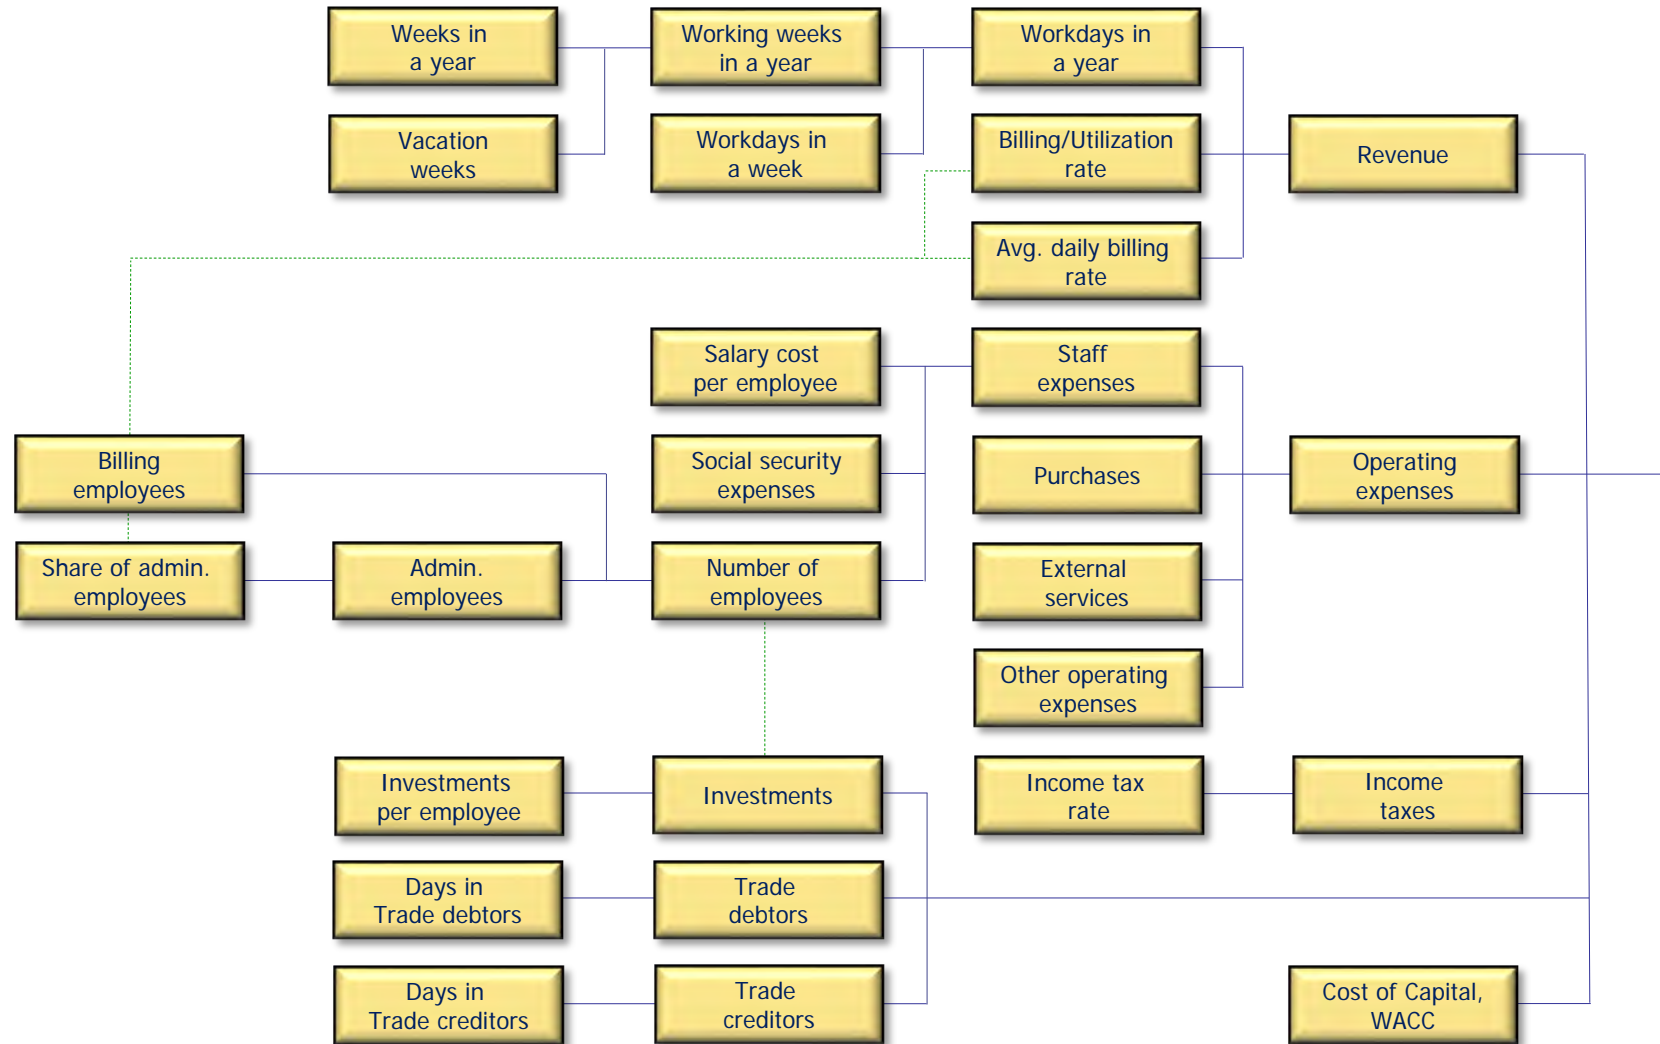 Weeks in
a year
Working weeks
in a year
Workdays in
a year
Vacation
weeks
Workdays in
a week
Billing/Utilization
rate
Revenue
Avg. daily billing
rate
Salary cost
per employee
Staff
expenses
Billing
employees
Social security
expenses
Purchases
Operating
expenses
Share of admin.
employees
Admin.
employees
Number of
employees
External
services
Other operating
expenses
Investments
per employee
Investments
Income tax
rate
Income
taxes
Days in
Trade debtors
Trade
debtors
Days in
Trade creditors
Trade
creditors
Cost of Capital,
WACC